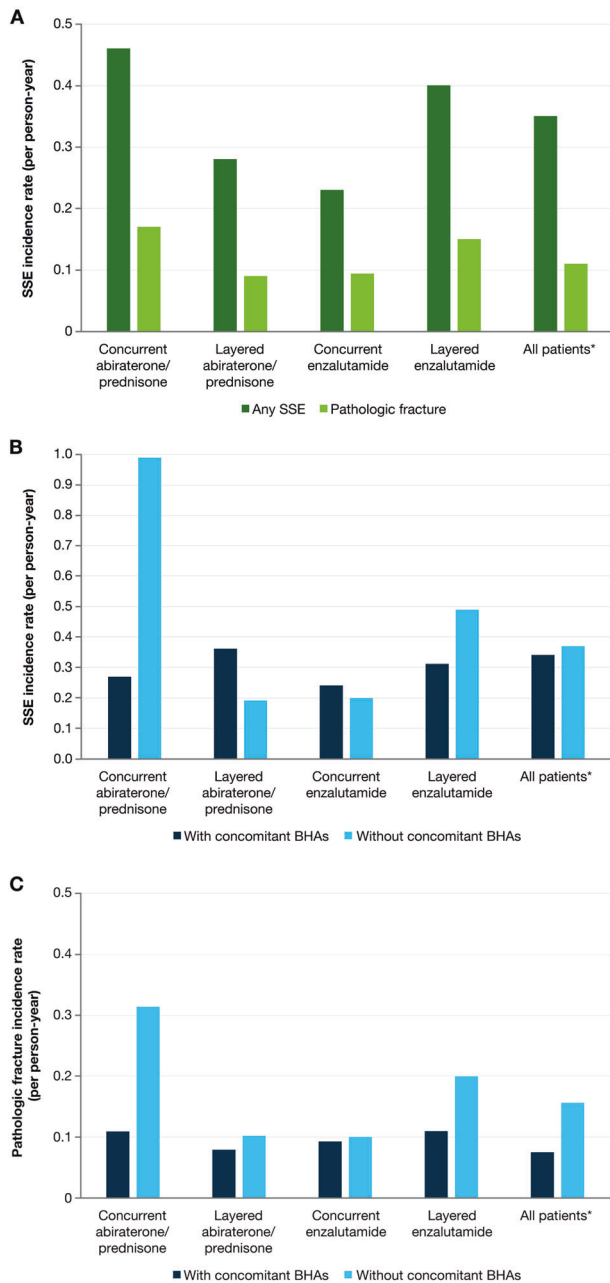 A
SSE incidence rate (per person-year)
0.5
0.4
0.3
0.2
0.1
0
Concurrent abiraterone/ prednisone
Layered abiraterone/ prednisone
Concurrent enzalutamide
Layered enzalutamide
All patients*
Any SSE
Pathologic fracture
B
SSE incidence rate (per person-year)
1.0
0.9
0.8
0.7
0.6
0.5
0.4
0.3
0.2
0.1
0.0
Concurrent abiraterone/ prednisone
Layered abiraterone/ prednisone
Concurrent enzalutamide
Layered enzalutamide
All patients*
With concomitant BHAs
Without concomitant BHAs
C
Pathologic fracture incidence rate
(per person-year)
0.5
0.4
0.3
0.2
0.1
0
Concurrent abiraterone/ prednisone
Layered abiraterone/ prednisone
Concurrent enzalutamide
Layered enzalutamide
All patients*
With concomitant BHAs
Without concomitant BHAs